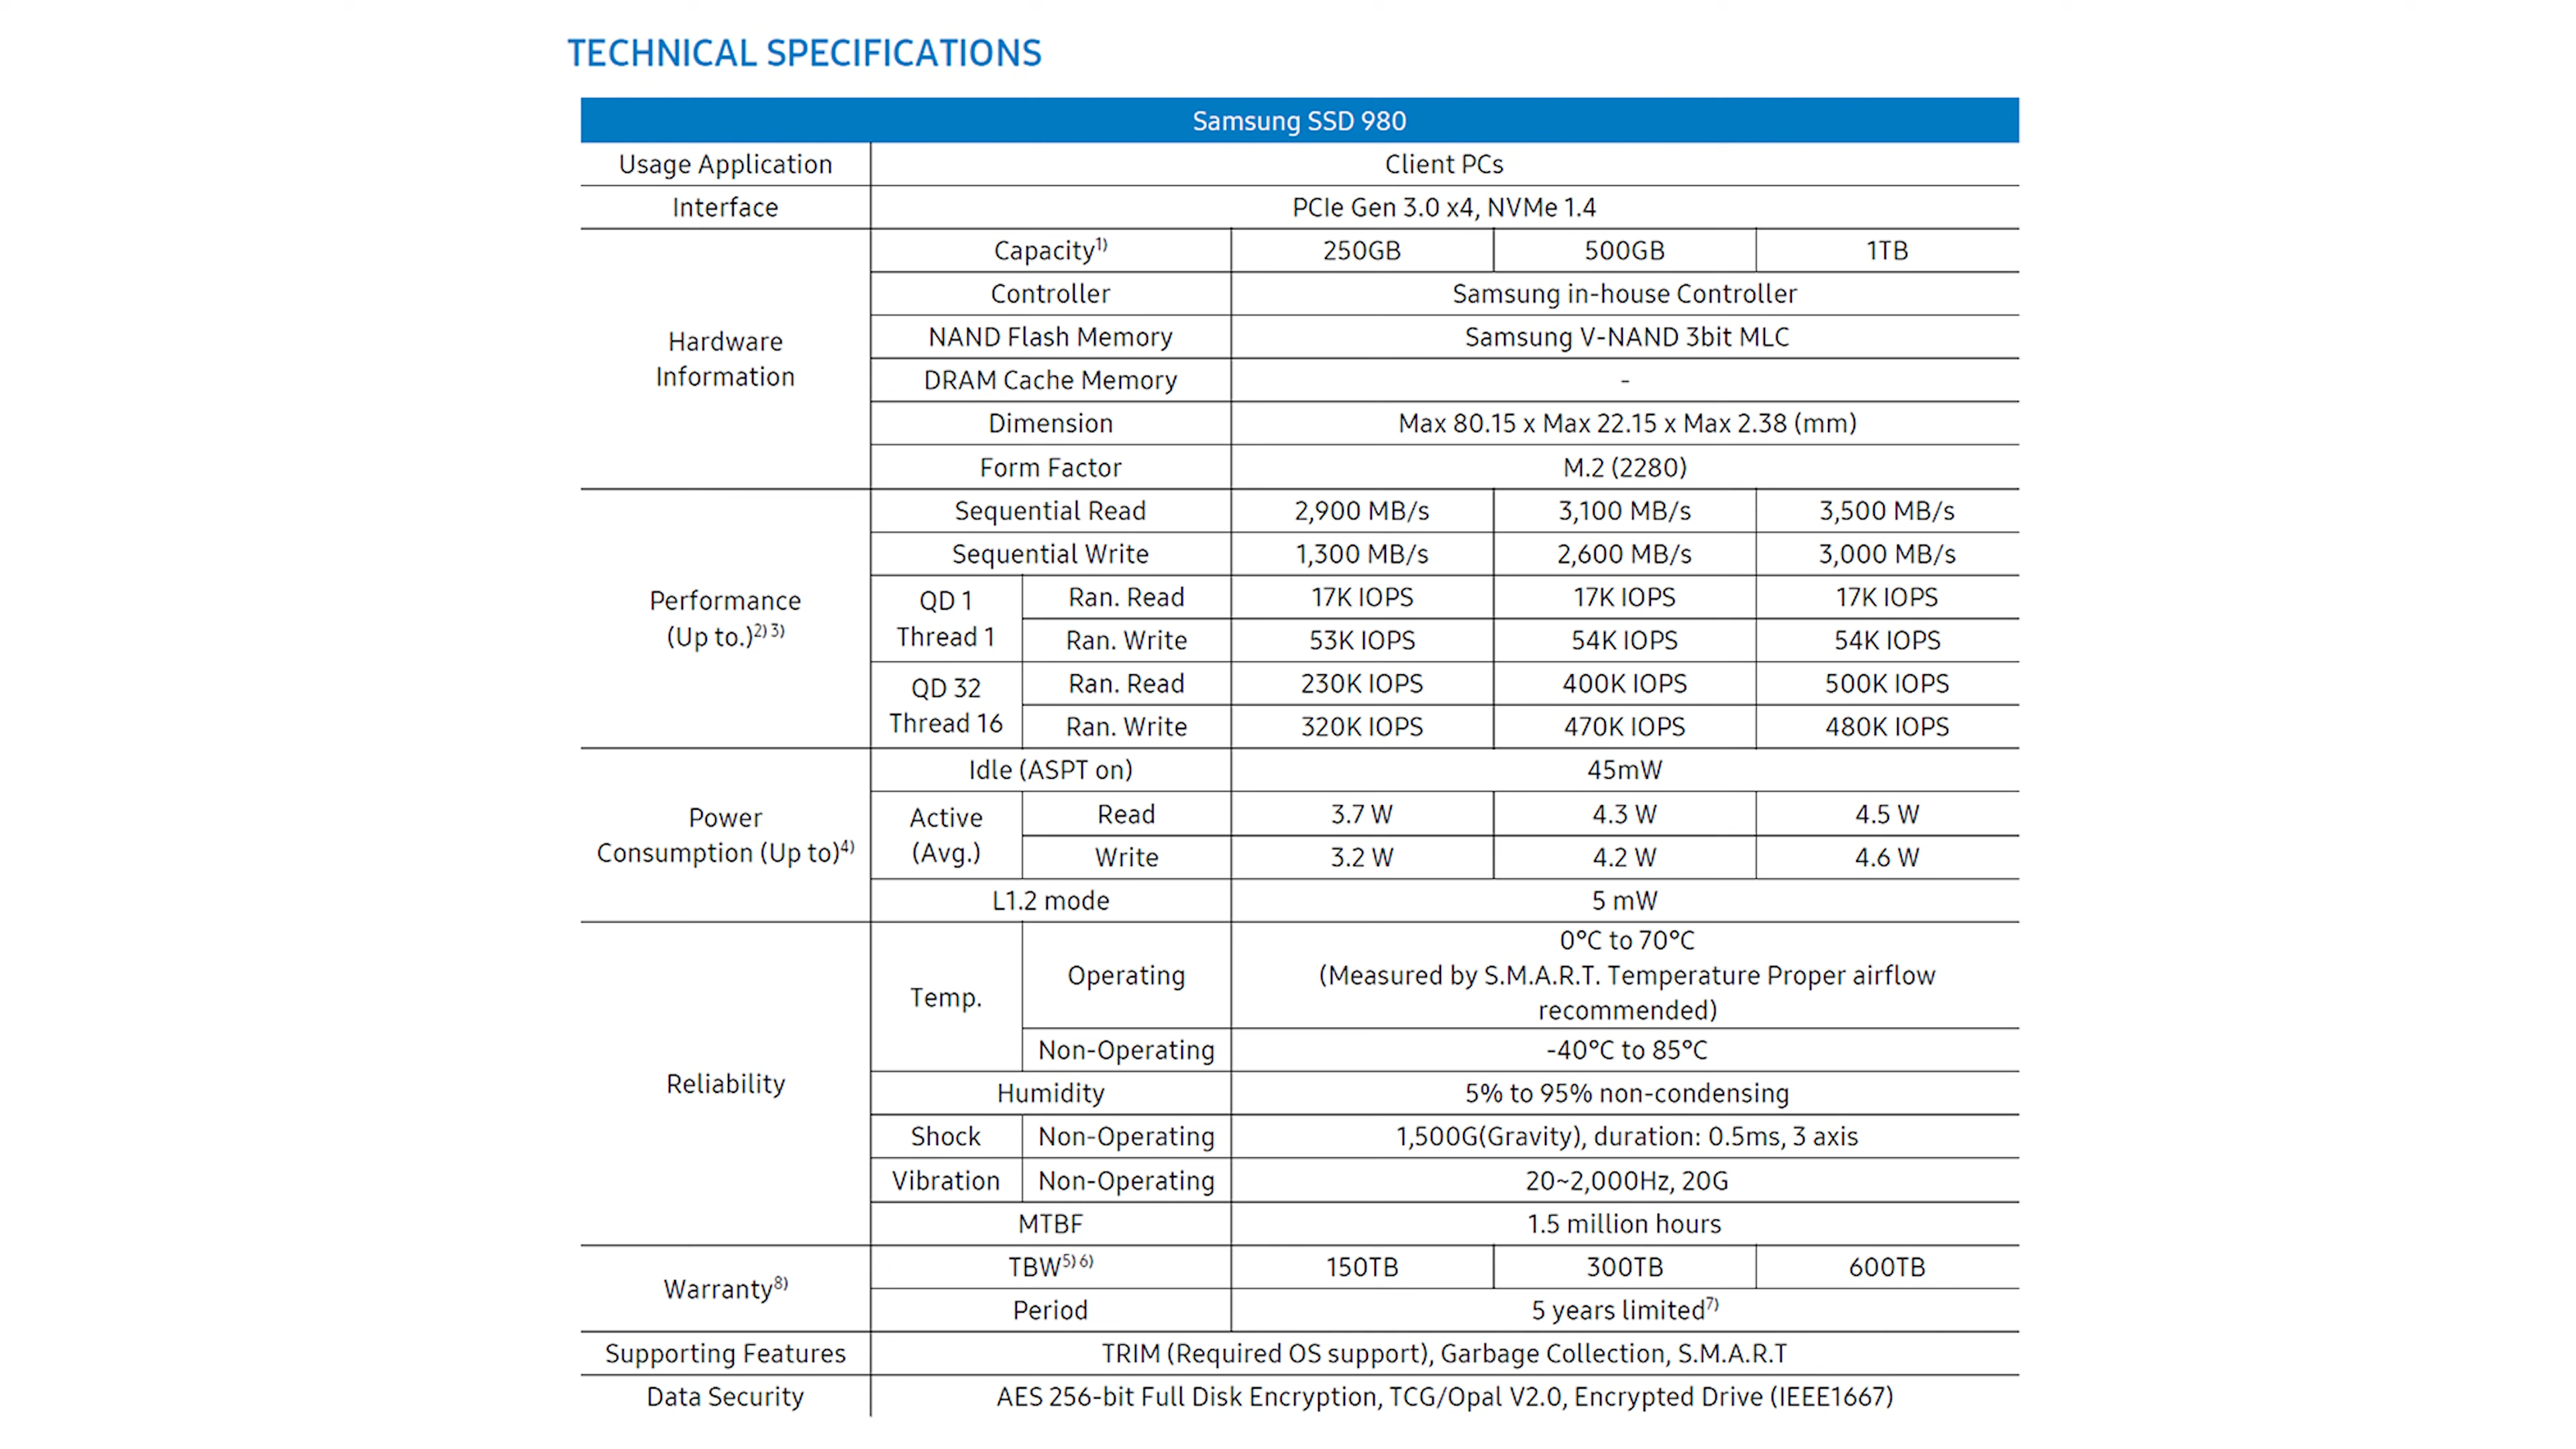 TECHNICAL SPECIFICATIONS
Samsung SSD 980
Usage Application Client PCs
Interface PCIe Gen 3.0 x4, NVMe 1.4
Hardware
Information
Capacity1) 250GB 500GB 1TB
Controller Samsung in-house Controller
NAND Flash Memory Samsung V-NAND 3bit MLC
DRAM Cache Memory -
Dimension Max 80.15 x Max 22.15 x Max 2.38 (mm)
Form Factor M.2 (2280)
Performance
(Up to.)2) 3)
Sequential Read 2,900 MB/s 3,100 MB/s 3,500 MB/s
Sequential Write 1,300 MB/s 2,600 MB/s 3,000 MB/s
QD 1
Thread 1
Ran. Read 17K IOPS 17K IOPS 17K IOPS
Ran. Write 53K IOPS 54K IOPS 54K IOPS
QD 32
Thread 16
Ran. Read 230K IOPS 400K IOPS 500K IOPS
Ran. Write 320K IOPS 470K IOPS 480K IOPS
Power
Consumption (Up to)4)
Idle (ASPT on) 45mW
Active
(Avg.)
Read 3.7 W 4.3 W 4.5 W
Write 3.2 W 4.2 W 4.6 W
L1.2 mode 5 mW
Reliability
Temp.
Operating
0°C to 70°C
(Measured by S.M.A.R.T. Temperature Proper airflow
recommended)
Non-Operating -40°C to 85°C
Humidity 5% to 95% non-condensing
Shock Non-Operating 1,500G(Gravity), duration: 0.5ms, 3 axis
Vibration Non-Operating 20~2,000Hz, 20G
MTBF 1.5 million hours
Warranty8)
TBW5) 6) 150TB 300TB 600TB
Period 5 years limited7)
Supporting Features TRIM (Required OS support), Garbage Collection, S.M.A.R.T
Data Security AES 256-bit Full Disk Encryption, TCG/Opal V2.0, Encrypted Drive (IEEE1667)